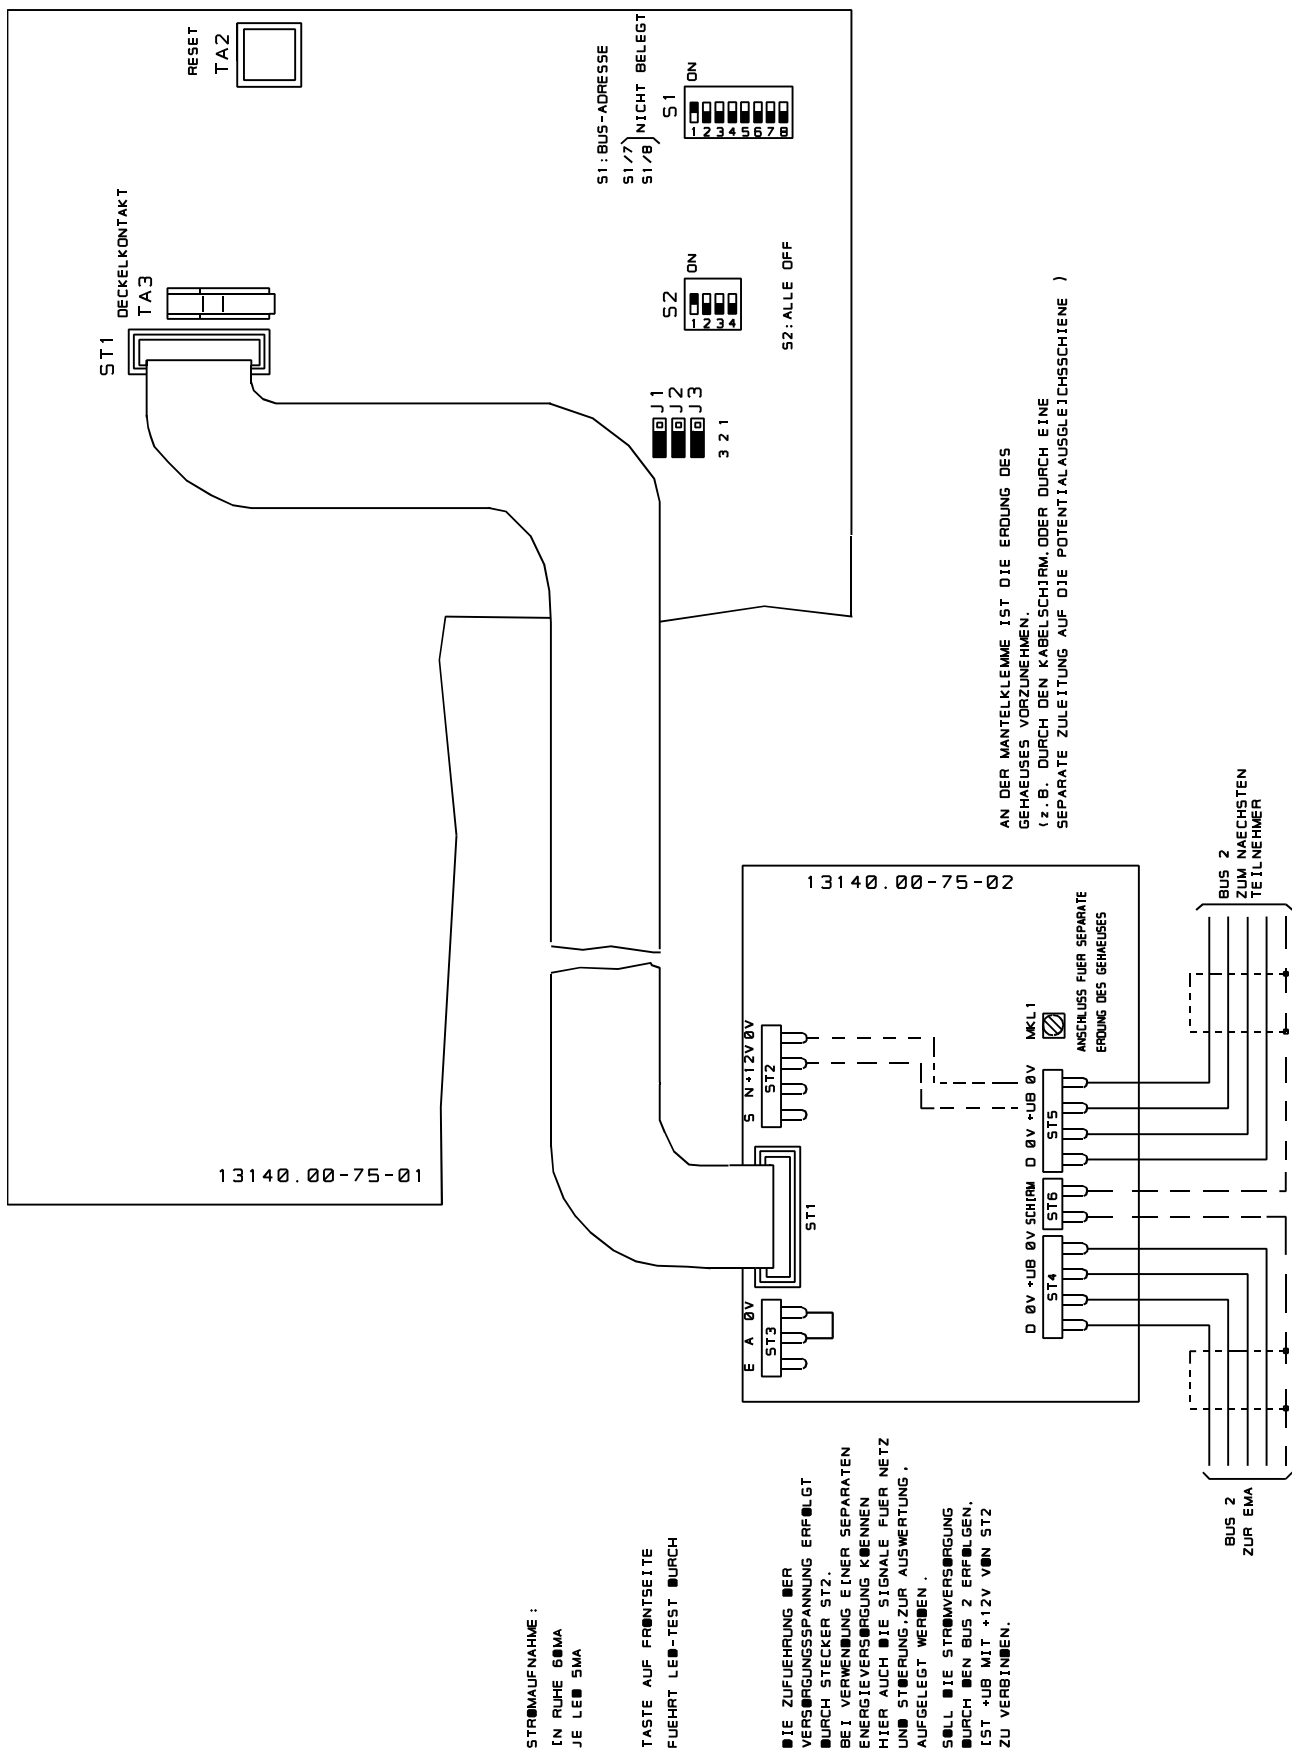 RESET
TA2
DECKELKONTAKT
TA3
ST1
S1:BUS-ADRESSE
S1/7
S1/8
NICHT BELEGT
S1
ON
1 2 3 4 5 6 7 8
S2
ON
1 2 3 4
S2:ALLE OFF
J1
J2
J3
3 2 1
AN DER MANTELKLEMME IST DIE ERDUNG DES
GEHAEUSES VORZUNEHMEN.
(z.B. DURCH DEN KABELSCHIRM,ODER DURCH EINE
SEPARATE ZULEITUNG AUF DIE POTENTIALAUSGLEICHSSCHIENE )
13140.00-75-01
13140.00-75-02
S N +12V 0V
ST2
ST1
E A 0V
ST3
MKL1
ANSCHLUSS FUER SEPARATE
ERDUNG DES GEHAEUSES
D 0V +UB 0V
ST5
SCHIRM
ST6
D 0V +UB 0V
ST4
BUS 2
ZUM NAECHSTEN
TEILNEHMER
BUS 2
ZUR EMA
STROMAUFNAHME :
IN RUHE 60MA
JE LED 5MA
TASTE AUF FRONTSEITE
FUEHRT LED-TEST DURCH
DIE ZUFUEHRUNG DER
VERSORGUNGSSPANNUNG ERFOLGT
DURCH STECKER ST2.
BEI VERWENDUNG EINER SEPARATEN
ENERGIEVERSORGUNG KOENNEN
HIER AUCH DIE SIGNALE FUER NETZ
UND STOERUNG,ZUR AUSWERTUNG,
AUFGELEGT WERDEN.
SOLL DIE STROMVERSORGUNG
DURCH DEN BUS 2 ERFOLGEN,
IST +UB MIT +12V VON ST2
ZU VERBINDEN.